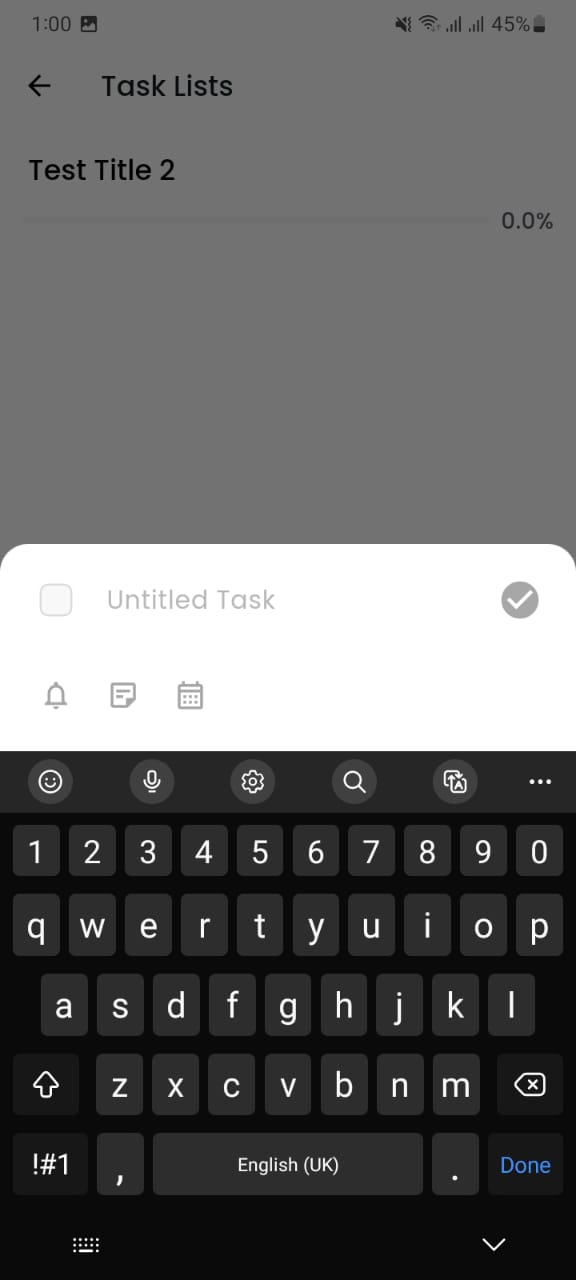 1:00 45%
Task Lists
Test Title 2
0.0%
Untitled Task
1 2 3 4 5 6 7 8 9 0
q w e r t y u i o p
a s d f g h j k l
z x c v b n m
!#1 , English (UK) . Done